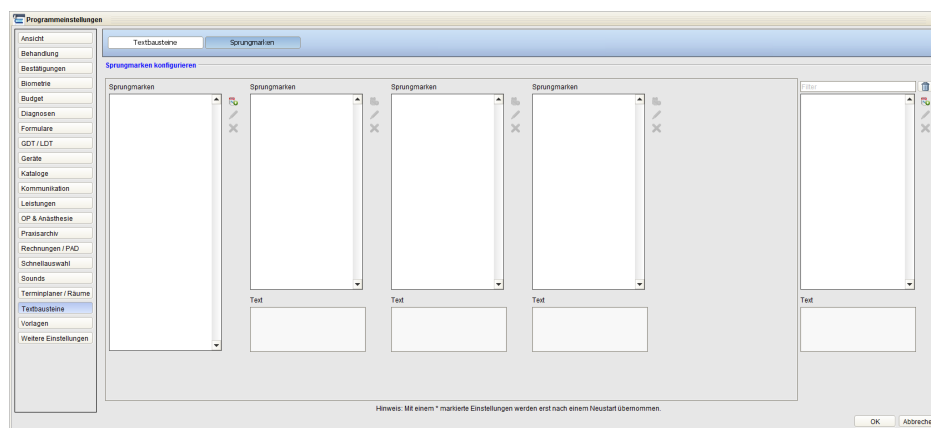 Programmeinstellungen
Ansicht
Behandlung
Bestätigungen
Biometrie
Budget
Diagnosen
Formulare
GDT / LDT
Geräte
Kataloge
Kommunikation
Leistungen
OP & Anästhesie
Praxisarchiv
Rechnungen / PAD
Schnellauswahl
Sounds
Terminplaner / Räume
Textbausteine
Vorlagen
Weitere Einstellungen
Textbausteine Sprungmarken
Sprungmarken konfigurieren
Sprungmarken Sprungmarken Sprungmarken Sprungmarken Filter
Text Text Text Text
Hinweis: Mit einem * markierte Einstellungen werden erst nach einem Neustart übernommen.
OK Abbreche